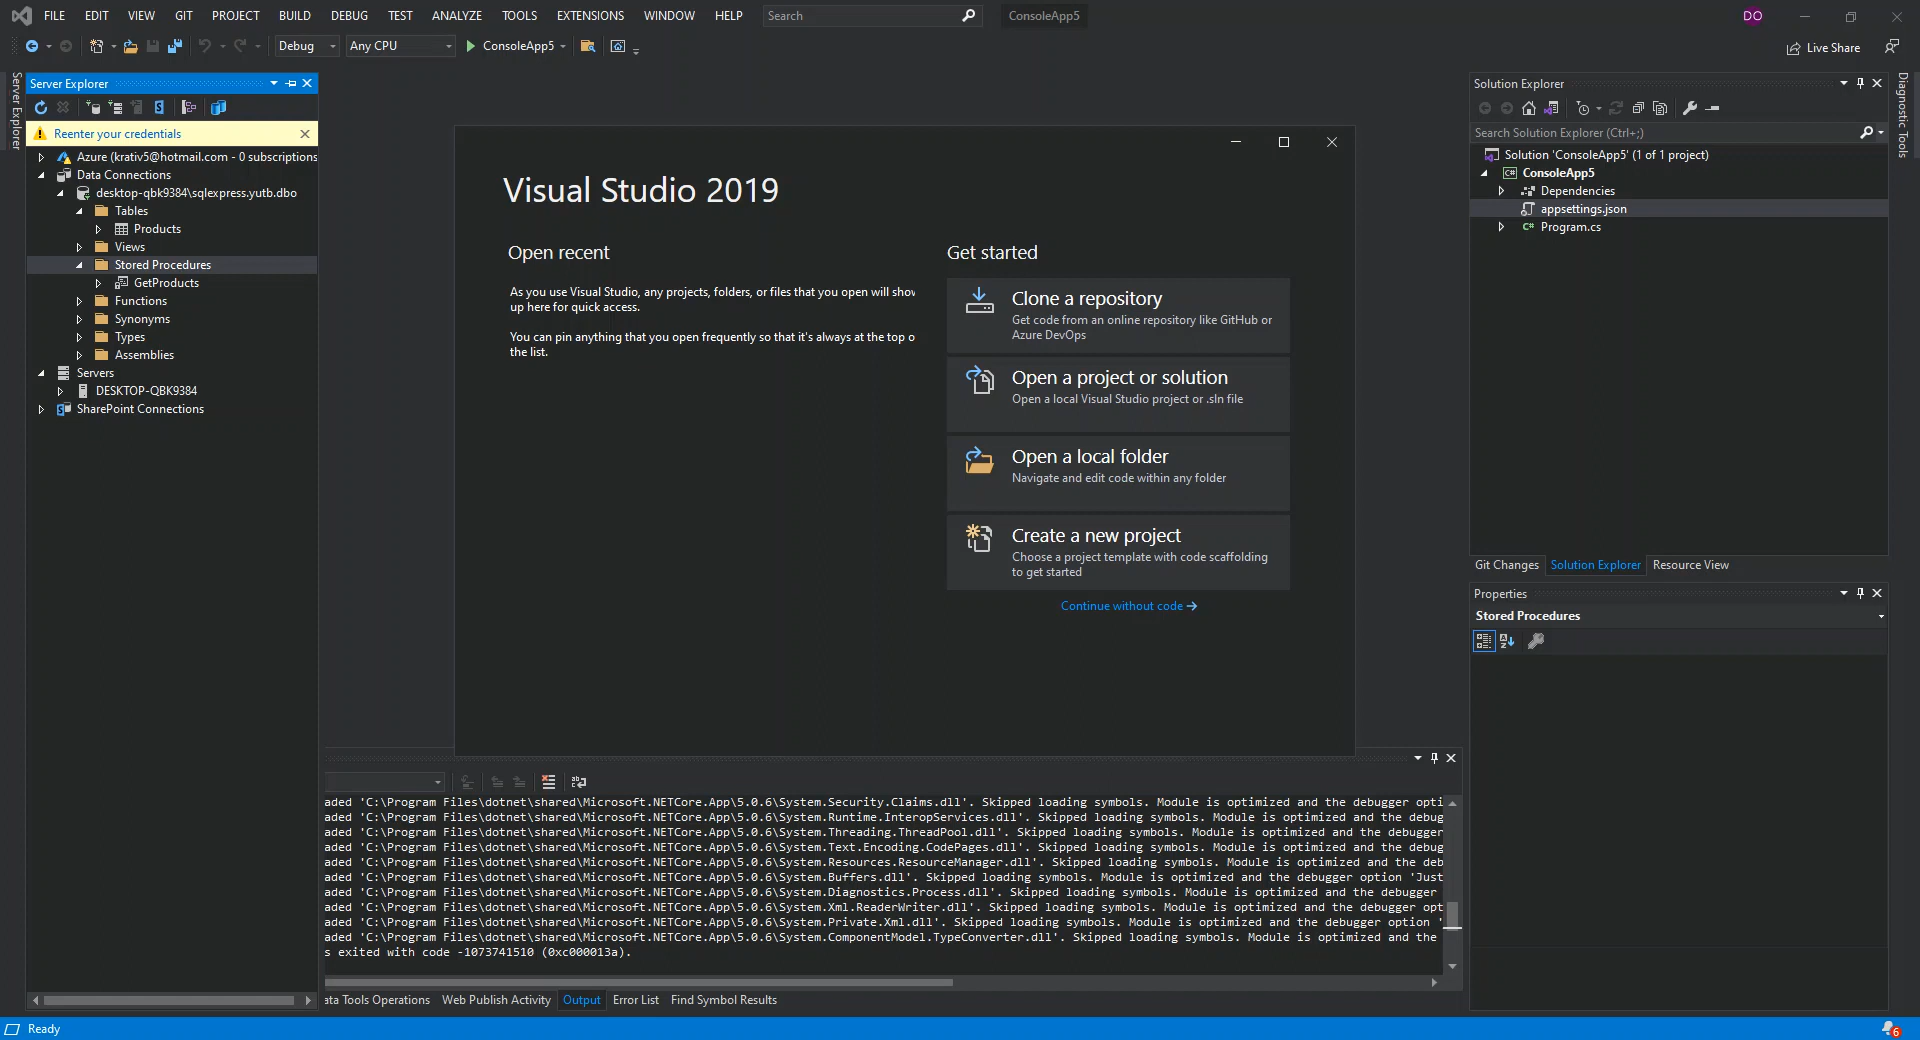 FILE EDIT VIEW GIT PROJECT BUILD DEBUG TEST ANALYZE TOOLS EXTENSIONS WINDOW HELP Search ConsoleApp5 DO
Debug Any CPU ConsoleApp5 Live Share
Server Explorer
Server Explorer
Reenter your credentials
Azure (krativ5@hotmail.com - 0 subscriptions
Data Connections
desktop-qbk9384\sqlexpress.yutb.dbo
Tables
Products
Views
Stored Procedures
GetProducts
Functions
Synonyms
Types
Assemblies
Servers
DESKTOP-QBK9384
SharePoint Connections
Visual Studio 2019
Open recent
As you use Visual Studio, any projects, folders, or files that you open will show
up here for quick access.
You can pin anything that you open frequently so that it's always at the top o
the list.
Get started
Clone a repository
Get code from an online repository like GitHub or
Azure DevOps
Open a project or solution
Open a local Visual Studio project or .sln file
Open a local folder
Navigate and edit code within any folder
Create a new project
Choose a project template with code scaffolding
to get started
Continue without code
aded 'C:\Program Files\dotnet\shared\Microsoft.NETCore.App\5.0.6\System.Security.Claims.dll'. Skipped loading symbols. Module is optimized and the debugger opti
aded 'C:\Program Files\dotnet\shared\Microsoft.NETCore.App\5.0.6\System.Runtime.InteropServices.dll'. Skipped loading symbols. Module is optimized and the debug
aded 'C:\Program Files\dotnet\shared\Microsoft.NETCore.App\5.0.6\System.Threading.ThreadPool.dll'. Skipped loading symbols. Module is optimized and the debugger
aded 'C:\Program Files\dotnet\shared\Microsoft.NETCore.App\5.0.6\System.Text.Encoding.CodePages.dll'. Skipped loading symbols. Module is optimized and the debug
aded 'C:\Program Files\dotnet\shared\Microsoft.NETCore.App\5.0.6\System.Resources.ResourceManager.dll'. Skipped loading symbols. Module is optimized and the deb
aded 'C:\Program Files\dotnet\shared\Microsoft.NETCore.App\5.0.6\System.Buffers.dll'. Skipped loading symbols. Module is optimized and the debugger option 'Just
aded 'C:\Program Files\dotnet\shared\Microsoft.NETCore.App\5.0.6\System.Diagnostics.Process.dll'. Skipped loading symbols. Module is optimized and the debugger
aded 'C:\Program Files\dotnet\shared\Microsoft.NETCore.App\5.0.6\System.Xml.ReaderWriter.dll'. Skipped loading symbols. Module is optimized and the debugger opt
aded 'C:\Program Files\dotnet\shared\Microsoft.NETCore.App\5.0.6\System.Private.Xml.dll'. Skipped loading symbols. Module is optimized and the debugger option '
aded 'C:\Program Files\dotnet\shared\Microsoft.NETCore.App\5.0.6\System.ComponentModel.TypeConverter.dll'. Skipped loading symbols. Module is optimized and the
s exited with code -1073741510 (0xc000013a).
ata Tools Operations Web Publish Activity Output Error List Find Symbol Results
Solution Explorer
Search Solution Explorer (Ctrl+;)
Solution 'ConsoleApp5' (1 of 1 project)
C# ConsoleApp5
Dependencies
appsettings.json
C# Program.cs
Git Changes Solution Explorer Resource View
Properties
Stored Procedures
Diagnostic Tools
Ready 6